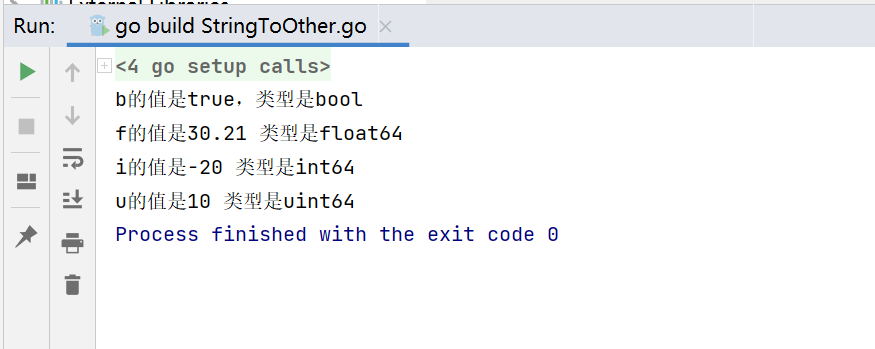 External Libraries
Run: go build StringToOther.go
<4 go setup calls>
b的值是true，类型是bool
f的值是30.21 类型是float64
i的值是-20 类型是int64
u的值是10 类型是uint64
Process finished with the exit code 0